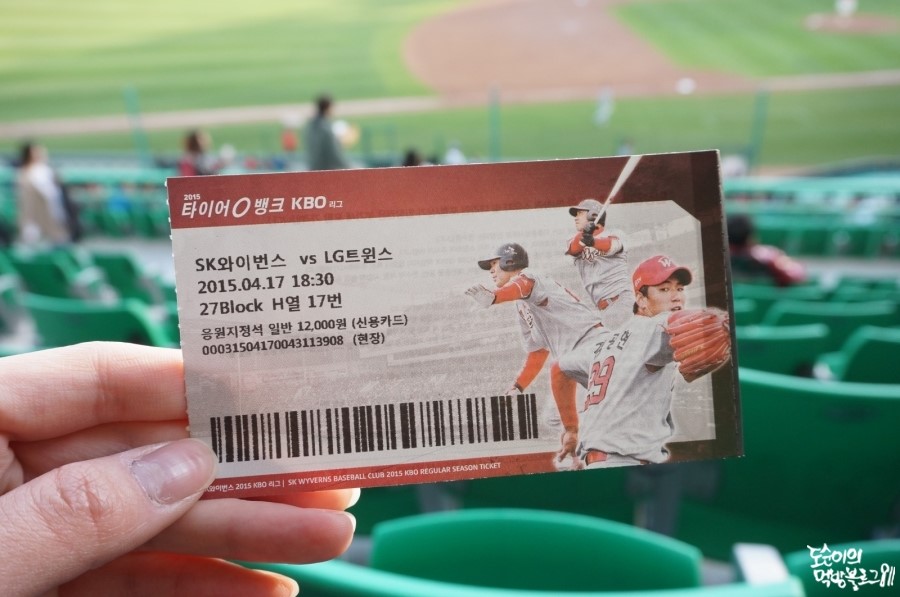 2015
타이어뱅크 KBO 리그
SK와이번스 vs LG트윈스
2015.04.17 18:30
27Block H열 17번
응원지정석 일반 12,000원 (신용카드)
00031504170043113908 (현장)
SK와이번스 2015 KBO 리그 | SK WYVERNS BASEBALL CLUB 2015 KBO REGULAR SEASON TICKET
29
W
도순이의
먹방블로그